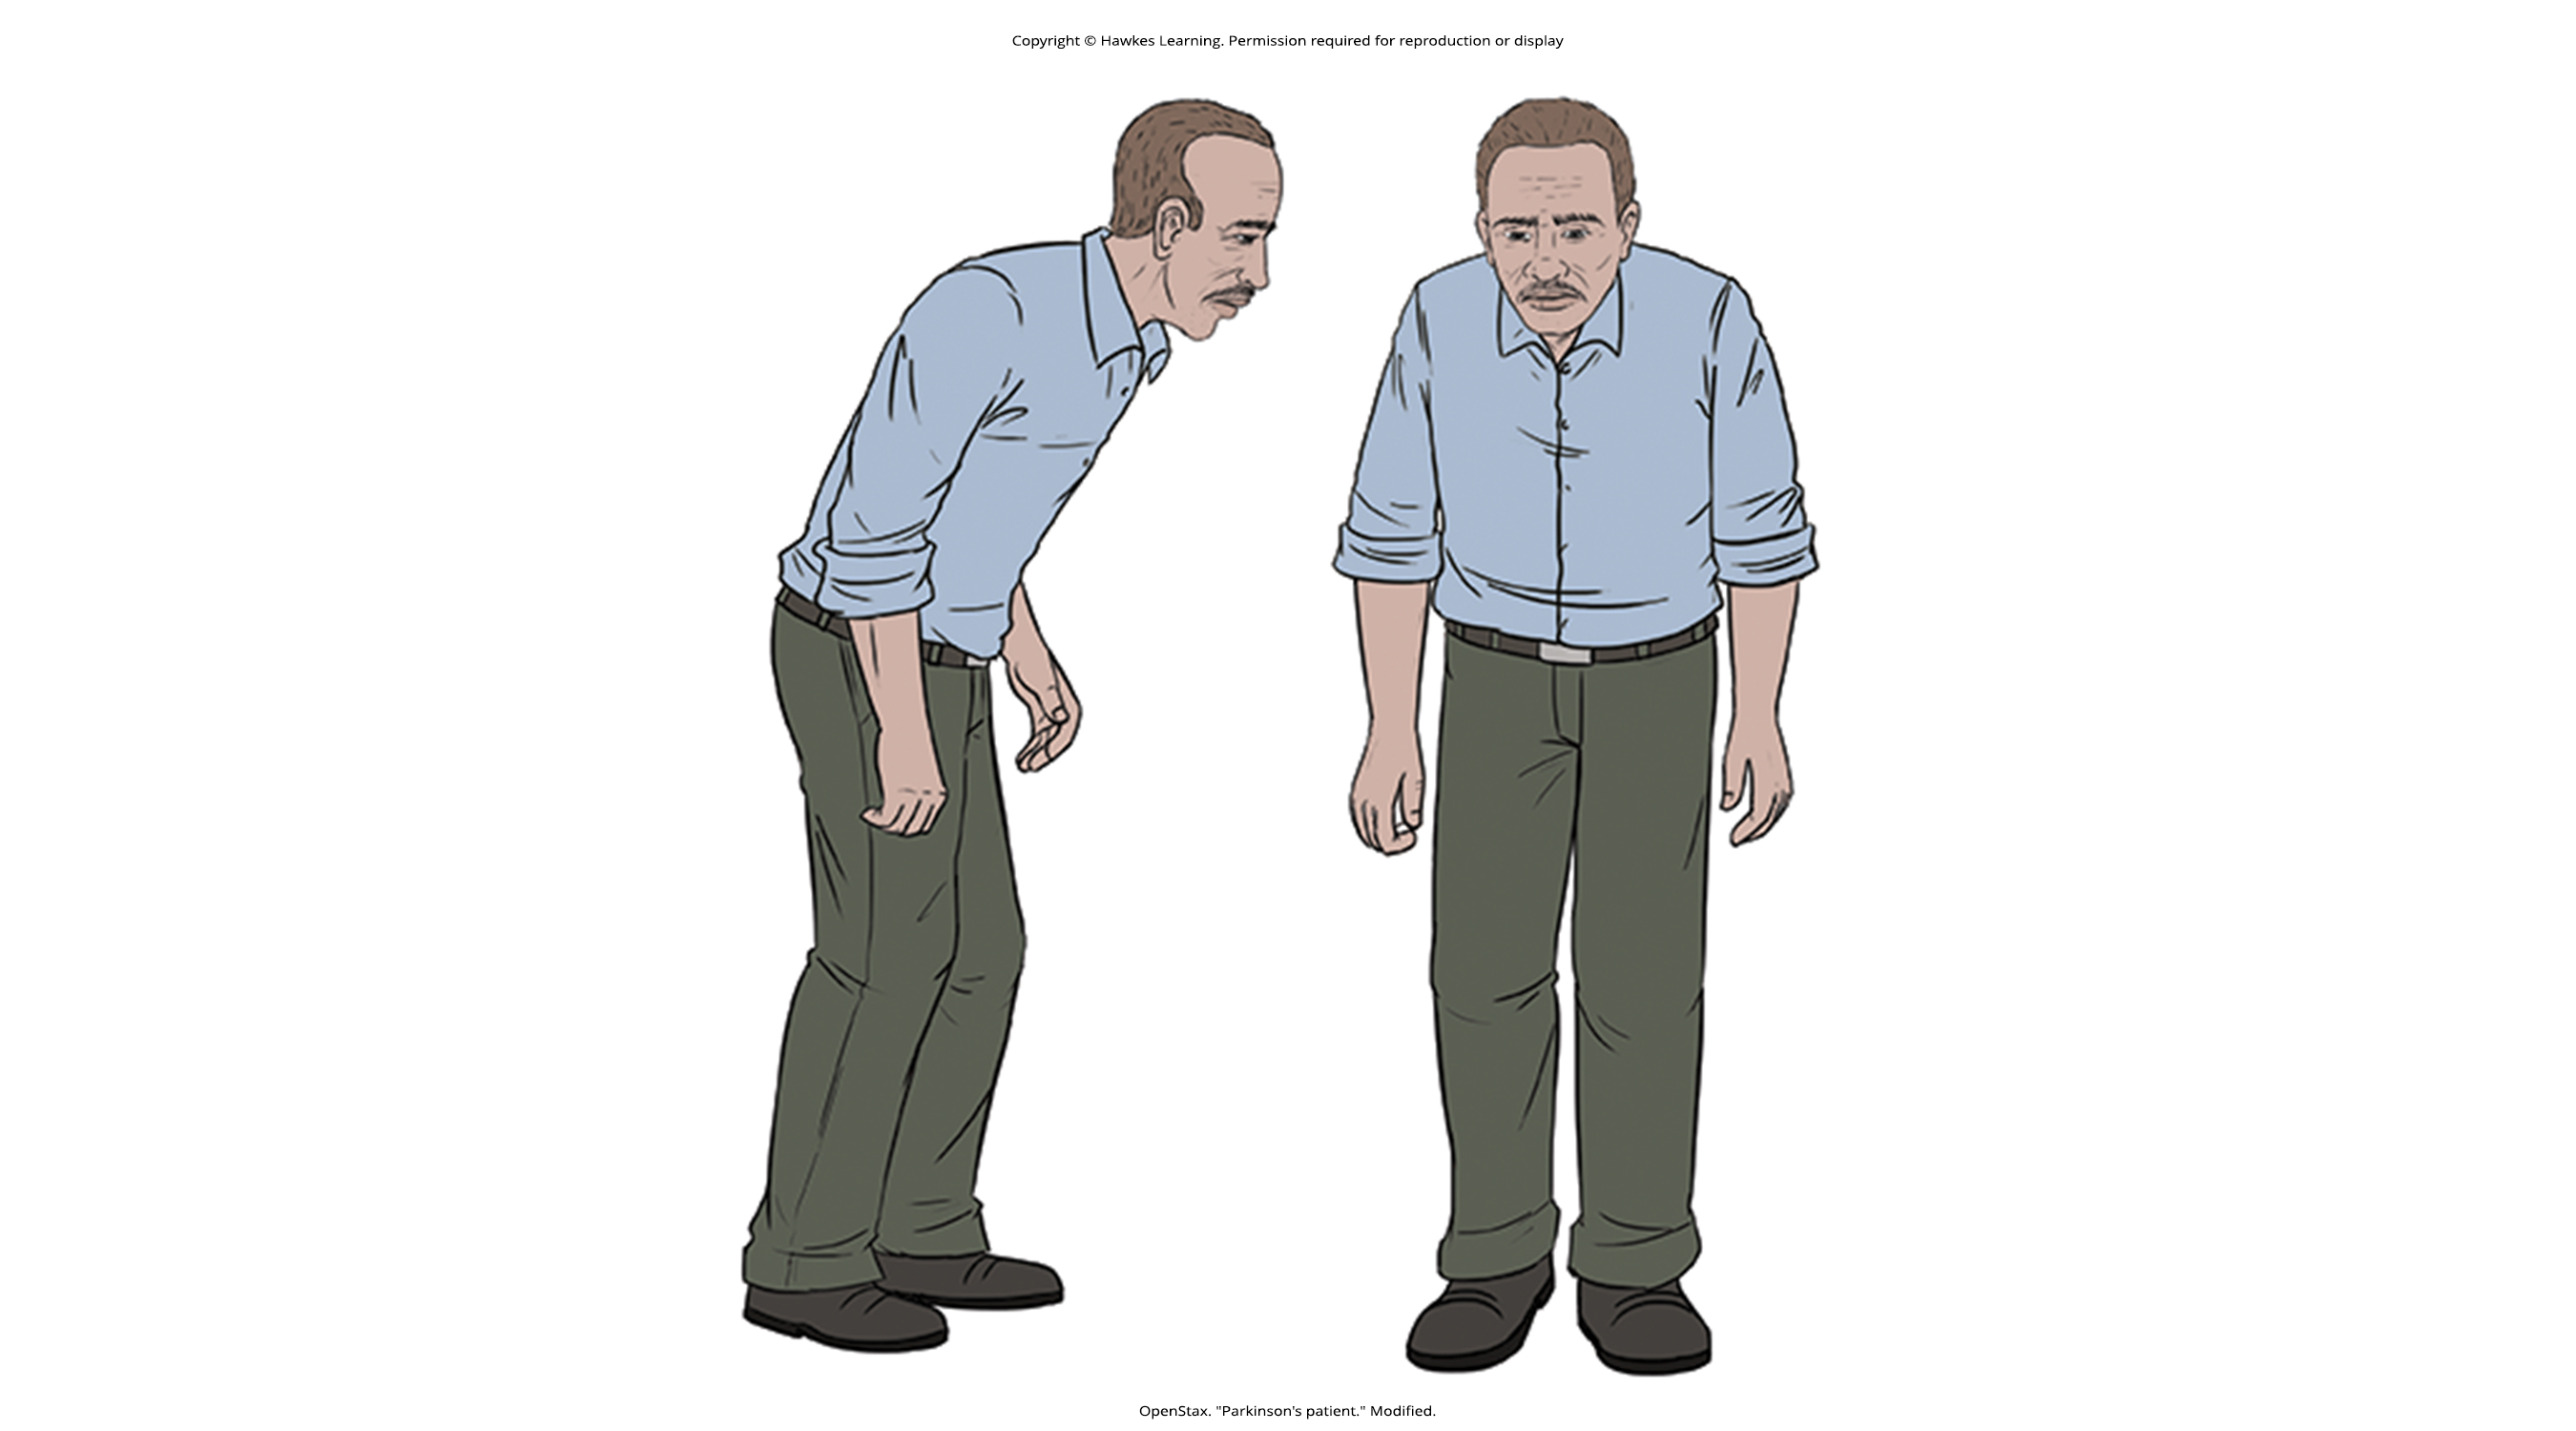 Copyright © Hawkes Learning. Permission required for reproduction or display
OpenStax. "Parkinson's patient." Modified.